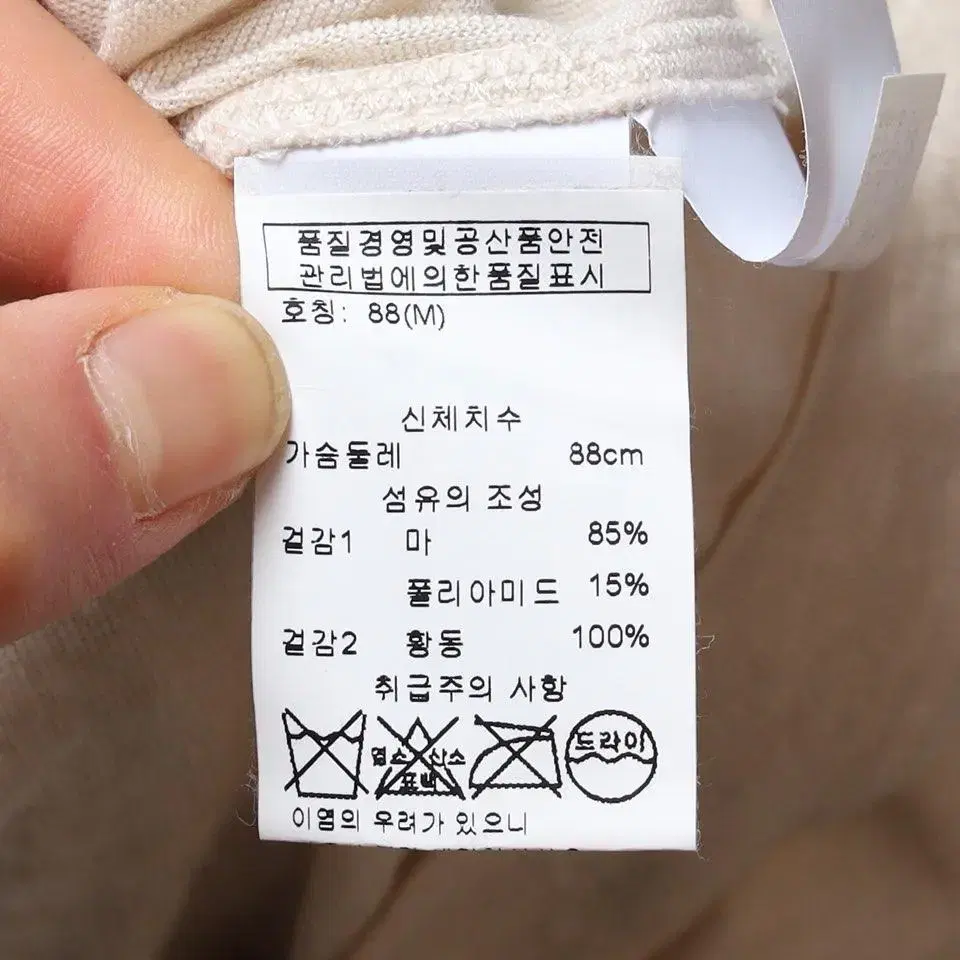 품질경영및공산품안전
관리법에의한품질표시
호칭: 88(M)
신체치수
가슴둘레 88cm
섬유의 조성
겉감1 마 85%
폴리아미드 15%
겉감2 황동 100%
취급주의 사항
염소 산소
표백
드라이
이염의 우려가 있으니